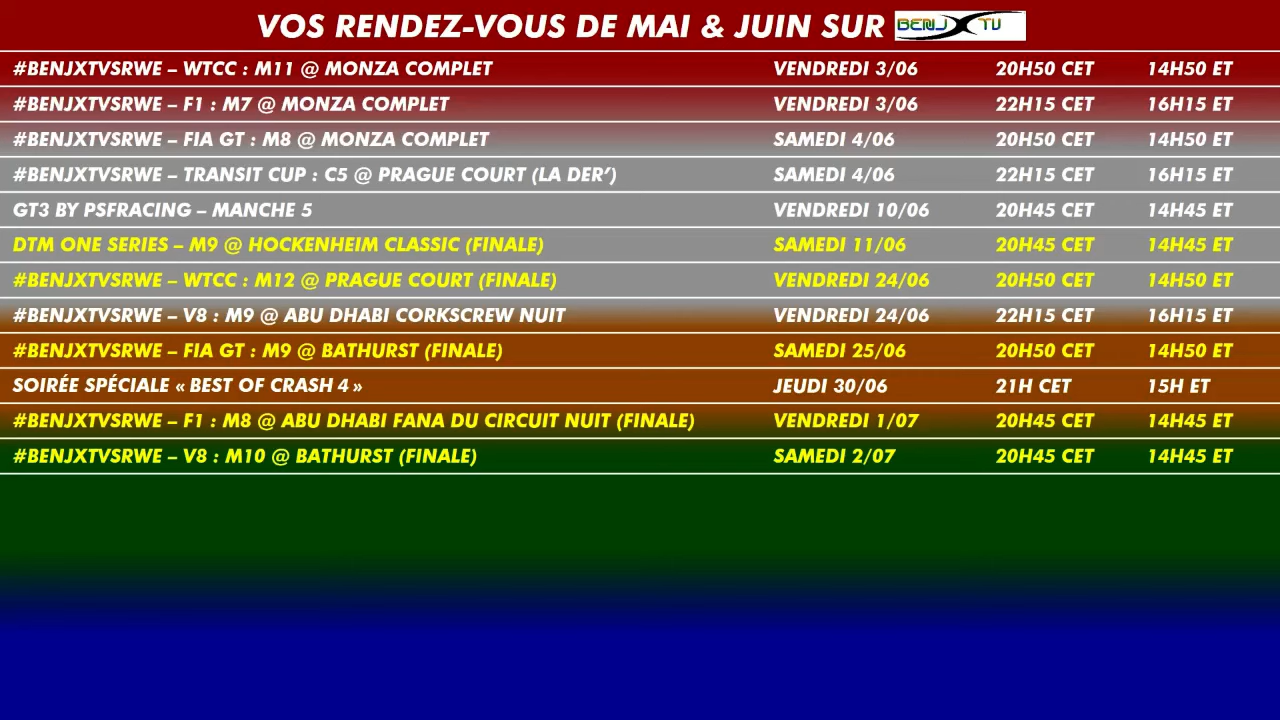 VOS RENDEZ-VOUS DE MAI & JUIN SUR BENJXTV
#BENJXTVSRWE – WTCC : M11 @ MONZA COMPLET VENDREDI 3/06 20H50 CET 14H50 ET
#BENJXTVSRWE – F1 : M7 @ MONZA COMPLET VENDREDI 3/06 22H15 CET 16H15 ET
#BENJXTVSRWE – FIA GT : M8 @ MONZA COMPLET SAMEDI 4/06 20H50 CET 14H50 ET
#BENJXTVSRWE – TRANSIT CUP : C5 @ PRAGUE COURT (LA DER’) SAMEDI 4/06 22H15 CET 16H15 ET
GT3 BY PSFRACING – MANCHE 5 VENDREDI 10/06 20H45 CET 14H45 ET
DTM ONE SERIES – M9 @ HOCKENHEIM CLASSIC (FINALE) SAMEDI 11/06 20H45 CET 14H45 ET
#BENJXTVSRWE – WTCC : M12 @ PRAGUE COURT (FINALE) VENDREDI 24/06 20H50 CET 14H50 ET
#BENJXTVSRWE – V8 : M9 @ ABU DHABI CORKSCREW NUIT VENDREDI 24/06 22H15 CET 16H15 ET
#BENJXTVSRWE – FIA GT : M9 @ BATHURST (FINALE) SAMEDI 25/06 20H50 CET 14H50 ET
SOIRÉE SPÉCIALE « BEST OF CRASH 4 » JEUDI 30/06 21H CET 15H ET
#BENJXTVSRWE – F1 : M8 @ ABU DHABI FANA DU CIRCUIT NUIT (FINALE) VENDREDI 1/07 20H45 CET 14H45 ET
#BENJXTVSRWE – V8 : M10 @ BATHURST (FINALE) SAMEDI 2/07 20H45 CET 14H45 ET